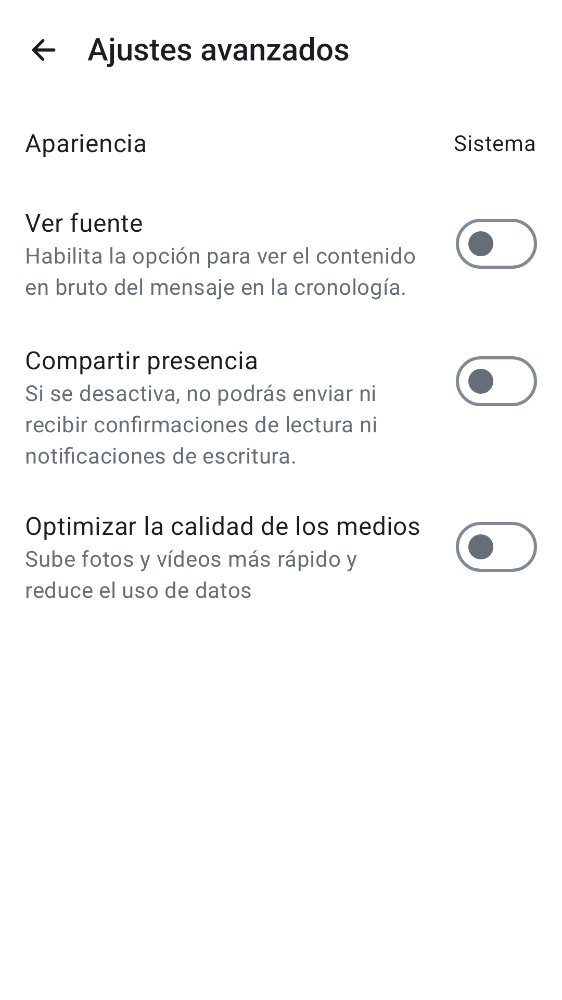 Ajustes avanzados
Apariencia
Sistema
Ver fuente
Habilita la opción para ver el contenido
en bruto del mensaje en la cronología.
Compartir presencia
Si se desactiva, no podrás enviar ni
recibir confirmaciones de lectura ni
notificaciones de escritura.
Optimizar la calidad de los medios
Sube fotos y vídeos más rápido y
reduce el uso de datos